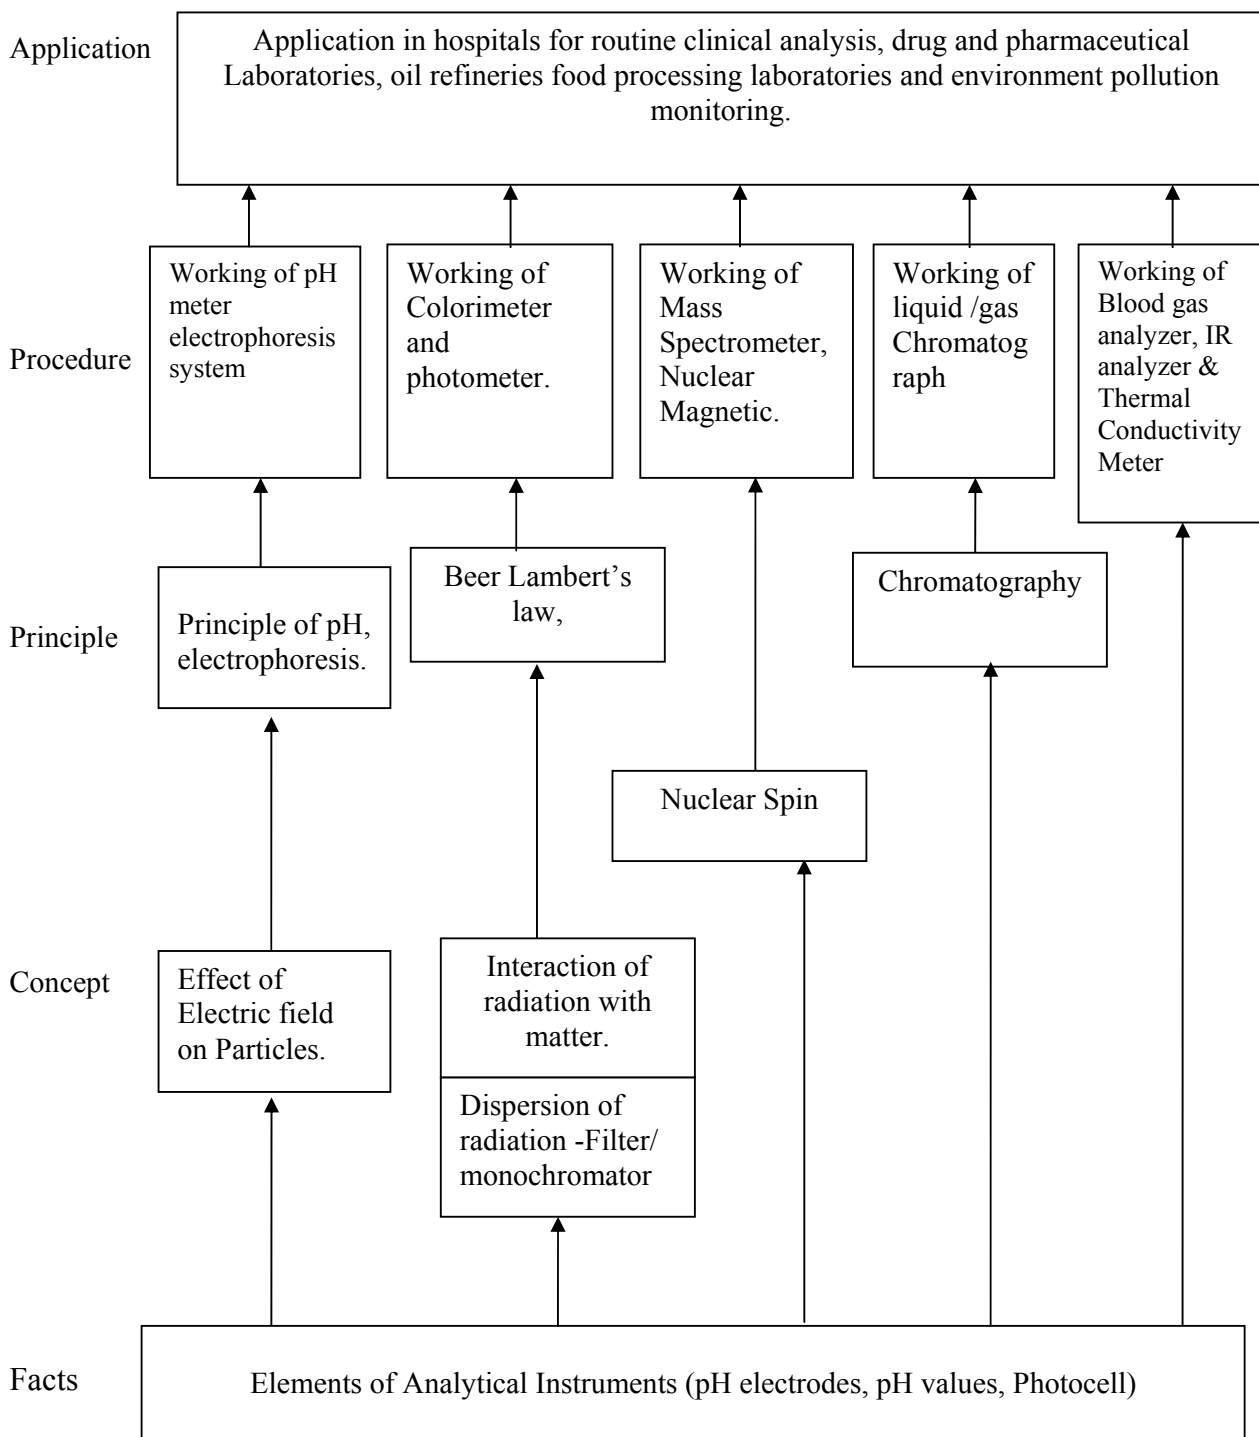 Application
Application in hospitals for routine clinical analysis, drug and pharmaceutical
Laboratories, oil refineries food processing laboratories and environment pollution
monitoring.
Procedure
Working of pH
meter
electrophoresis
system
Working of
Colorimeter
and
photometer.
Working of
Mass
Spectrometer,
Nuclear
Magnetic.
Working of
liquid /gas
Chromatog
raph
Working of
Blood gas
analyzer, IR
analyzer &
Thermal
Conductivity
Meter
Principle
Principle of pH,
electrophoresis.
Beer Lambert’s
law,
Chromatography
Nuclear Spin
Concept
Effect of
Electric field
on Particles.
Interaction of
radiation with
matter.
Dispersion of
radiation -Filter/
monochromator
Facts
Elements of Analytical Instruments (pH electrodes, pH values, Photocell)